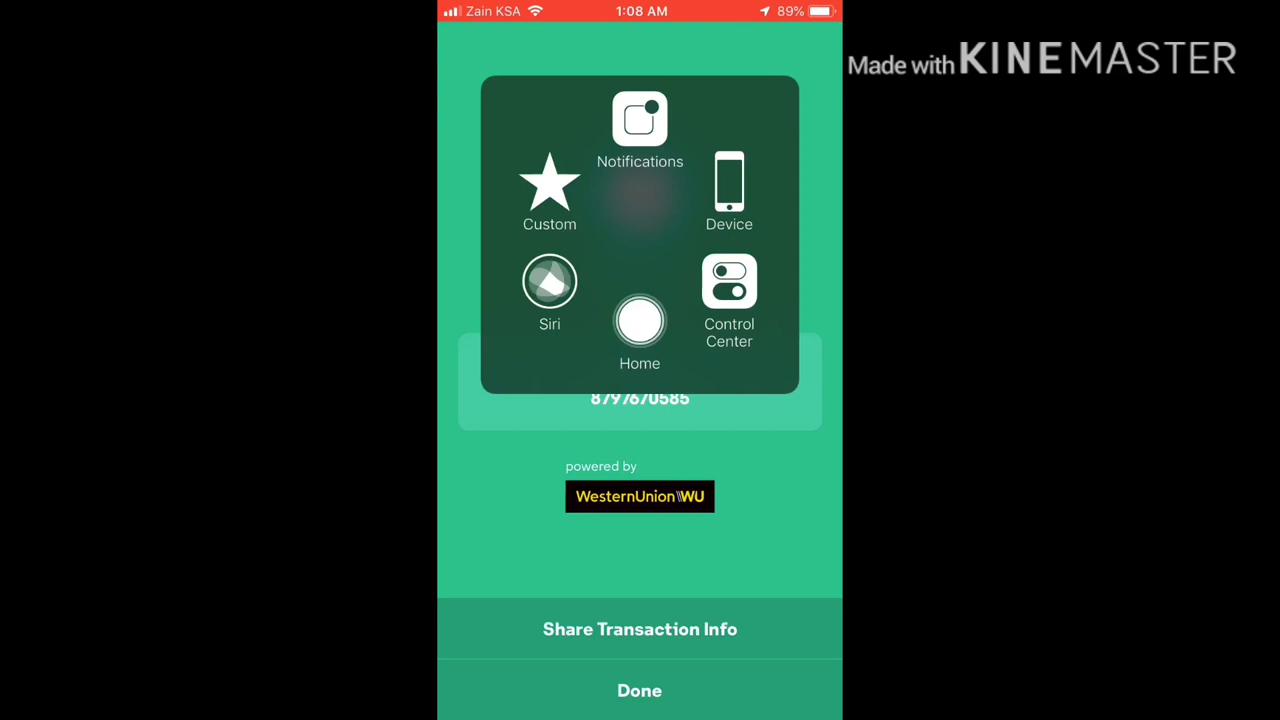 Zain KSA
1:08 AM
89%
Made with KINEMASTER
Notifications
Custom
Device
Siri
Control
Center
Home
8797670585
powered by
WesternUnion WU
Share Transaction Info
Done